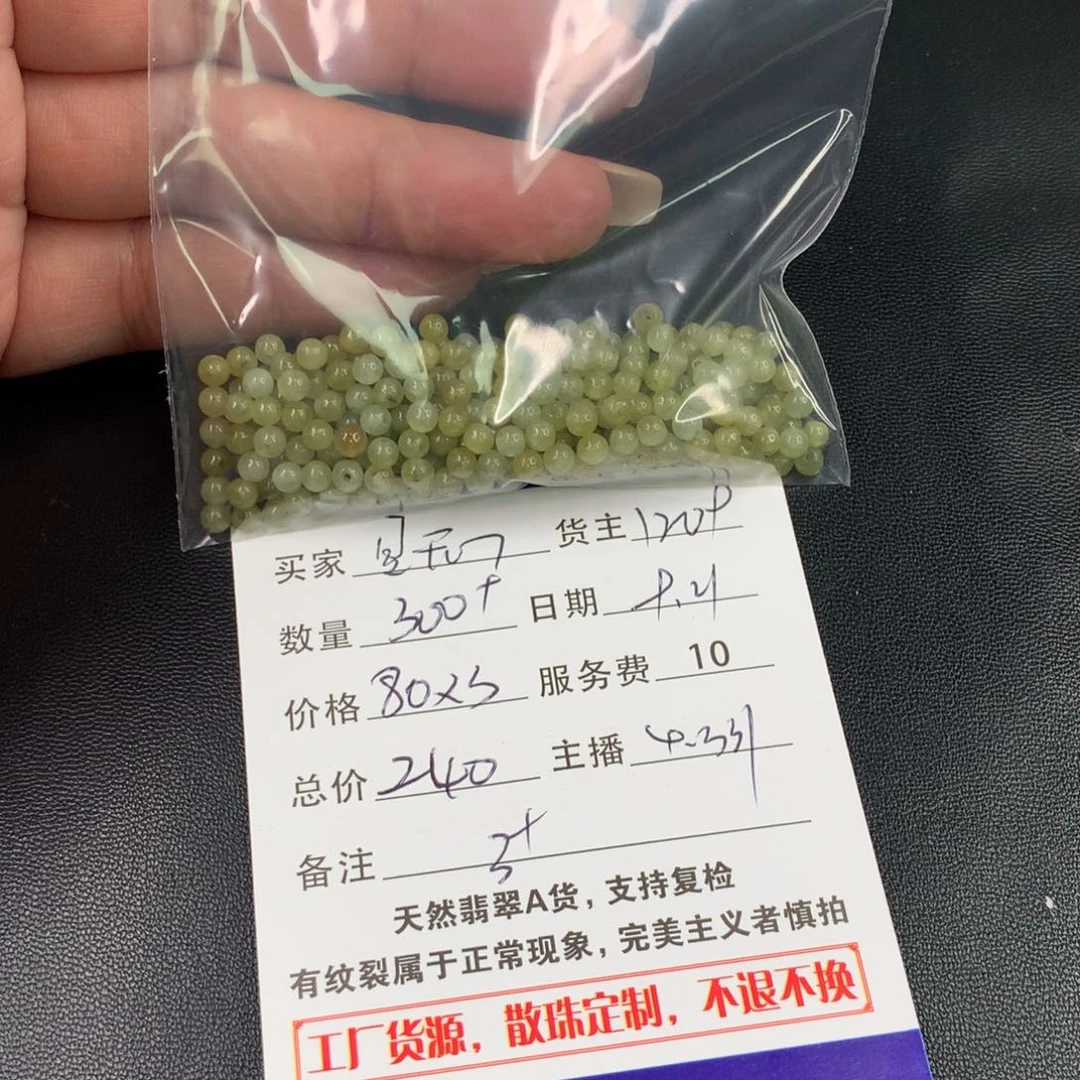 买家 货主 120P
数量 300+ 日期
价格 80x3 服务费 10
总价 240 主播
备注 3+
天然翡翠A货，支持复检
有纹裂属于正常现象，完美主义者慎拍
工厂货源，散珠定制，不退不换